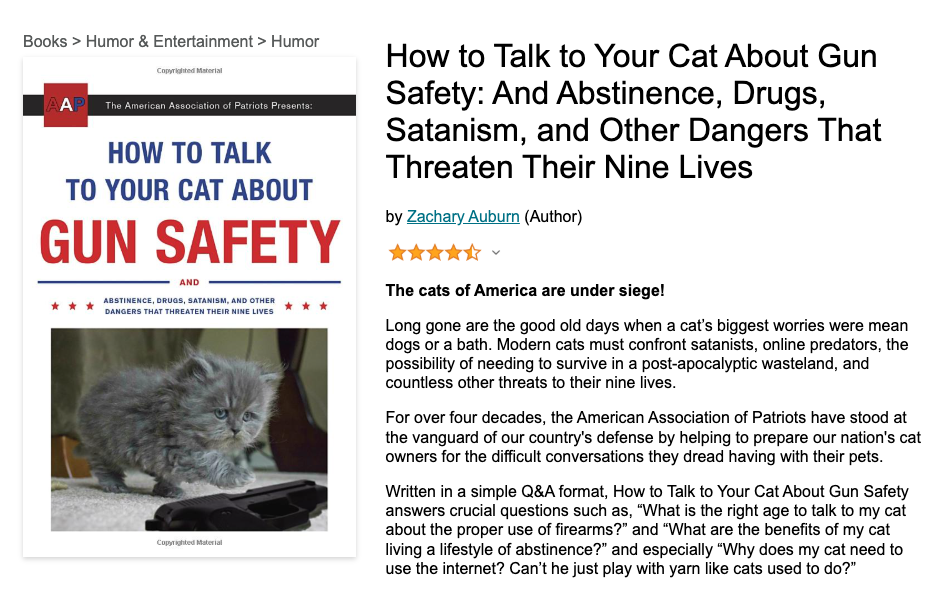 Books > Humor & Entertainment > Humor
Copyrighted Material
AAP
The American Association of Patriots Presents:
HOW TO TALK
TO YOUR CAT ABOUT
GUN SAFETY
AND
ABSTINENCE, DRUGS, SATANISM, AND OTHER
DANGERS THAT THREATEN THEIR NINE LIVES
Copyrighted Material
How to Talk to Your Cat About Gun
Safety: And Abstinence, Drugs,
Satanism, and Other Dangers That
Threaten Their Nine Lives
by Zachary Auburn (Author)
The cats of America are under siege!
Long gone are the good old days when a cat’s biggest worries were mean
dogs or a bath. Modern cats must confront satanists, online predators, the
possibility of needing to survive in a post-apocalyptic wasteland, and
countless other threats to their nine lives.
For over four decades, the American Association of Patriots have stood at
the vanguard of our country's defense by helping to prepare our nation's cat
owners for the difficult conversations they dread having with their pets.
Written in a simple Q&A format, How to Talk to Your Cat About Gun Safety
answers crucial questions such as, “What is the right age to talk to my cat
about the proper use of firearms?” and “What are the benefits of my cat
living a lifestyle of abstinence?” and especially “Why does my cat need to
use the internet? Can’t he just play with yarn like cats used to do?”